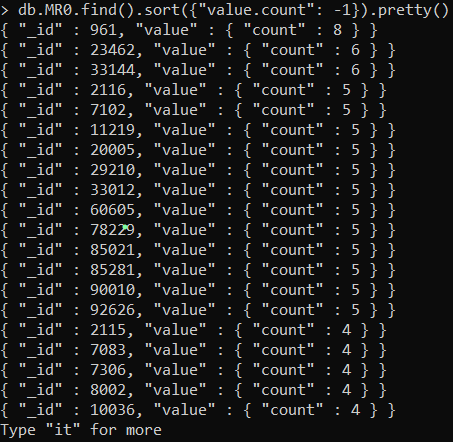 > db.MR0.find().sort({"value.count": -1}).pretty()
{ "_id" : 961, "value" : { "count" : 8 } }
{ "_id" : 23462, "value" : { "count" : 6 } }
{ "_id" : 33144, "value" : { "count" : 6 } }
{ "_id" : 2116, "value" : { "count" : 5 } }
{ "_id" : 7102, "value" : { "count" : 5 } }
{ "_id" : 11219, "value" : { "count" : 5 } }
{ "_id" : 20005, "value" : { "count" : 5 } }
{ "_id" : 29210, "value" : { "count" : 5 } }
{ "_id" : 33012, "value" : { "count" : 5 } }
{ "_id" : 60605, "value" : { "count" : 5 } }
{ "_id" : 78229, "value" : { "count" : 5 } }
{ "_id" : 85021, "value" : { "count" : 5 } }
{ "_id" : 85281, "value" : { "count" : 5 } }
{ "_id" : 90010, "value" : { "count" : 5 } }
{ "_id" : 92626, "value" : { "count" : 5 } }
{ "_id" : 2115, "value" : { "count" : 4 } }
{ "_id" : 7083, "value" : { "count" : 4 } }
{ "_id" : 7306, "value" : { "count" : 4 } }
{ "_id" : 8002, "value" : { "count" : 4 } }
{ "_id" : 10036, "value" : { "count" : 4 } }
Type "it" for more